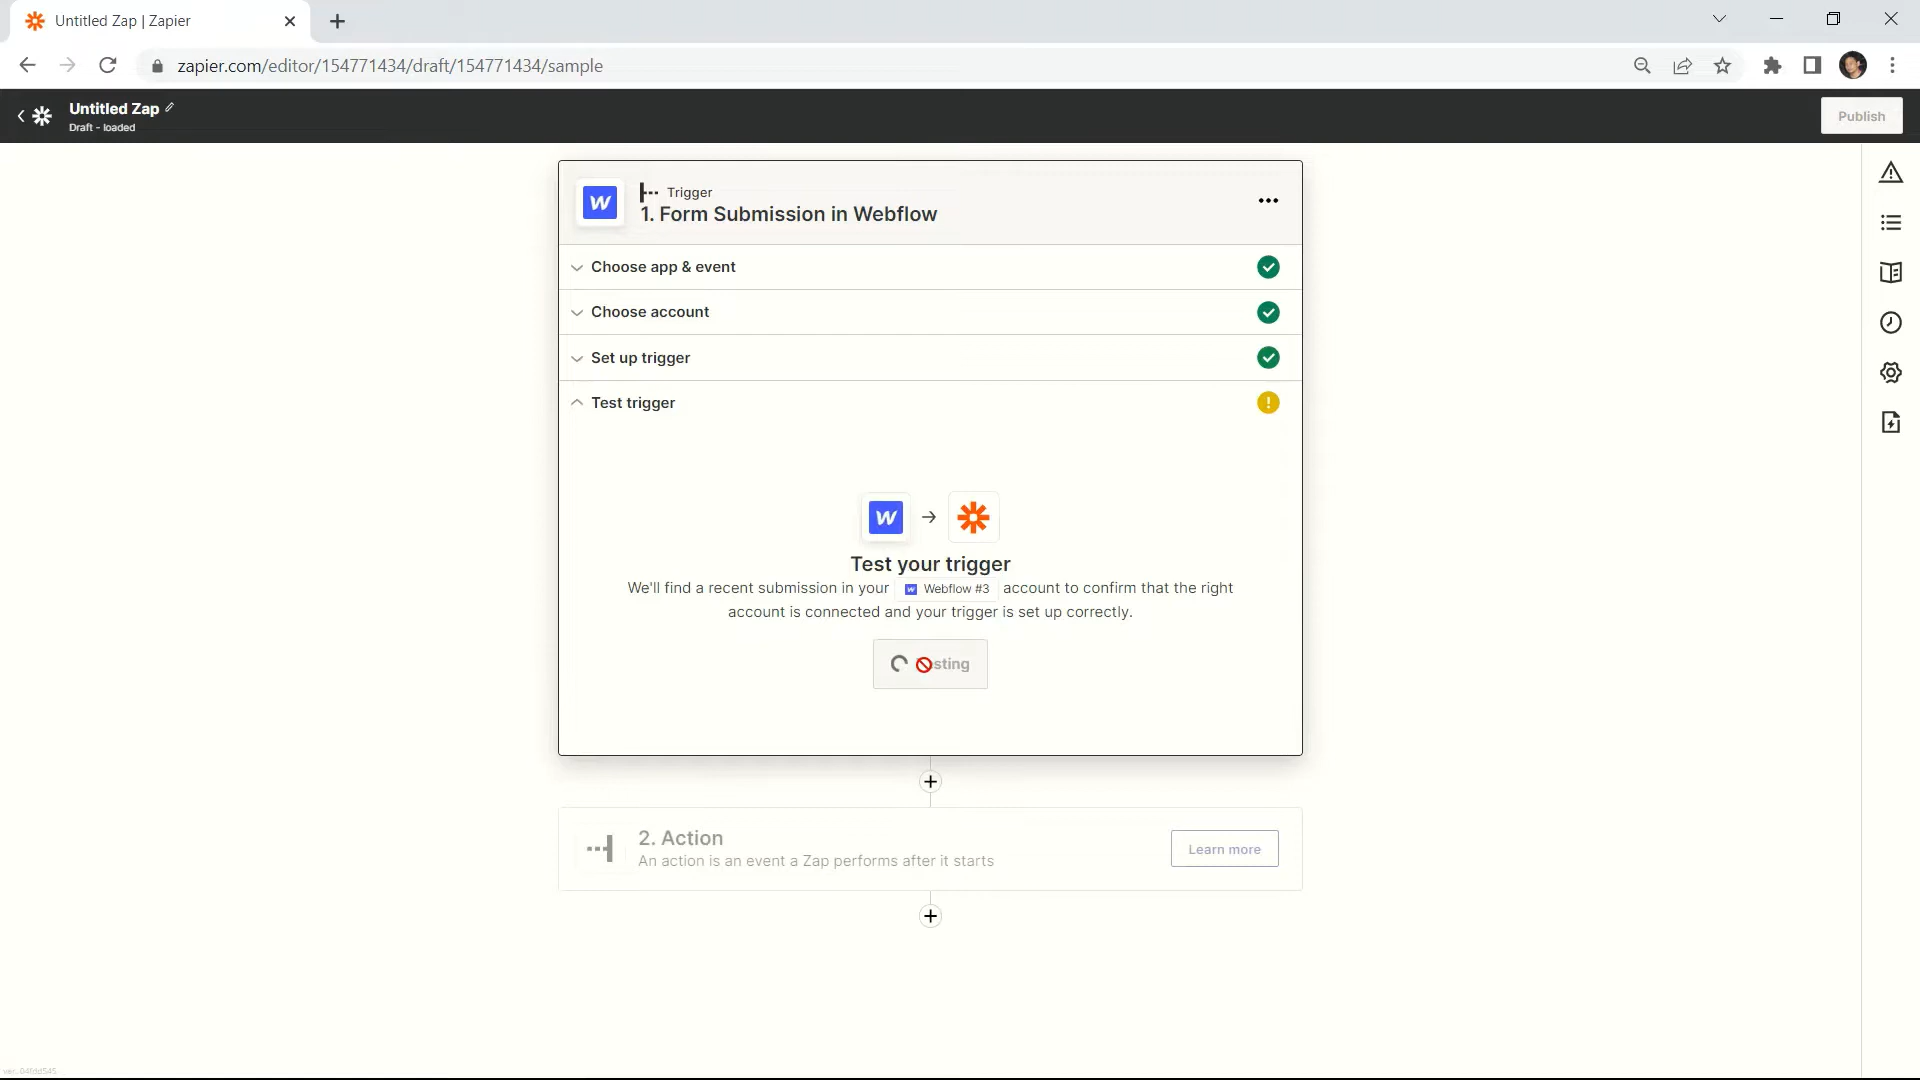 Untitled Zap | Zapier
zapier.com/editor/154771434/draft/154771434/sample
Untitled Zap
Draft - loaded
Publish
Trigger
1. Form Submission in Webflow
Choose app & event
Choose account
Set up trigger
Test trigger
Test your trigger
We'll find a recent submission in your Webflow #3 account to confirm that the right
account is connected and your trigger is set up correctly.
sting
2. Action
An action is an event a Zap performs after it starts
Learn more